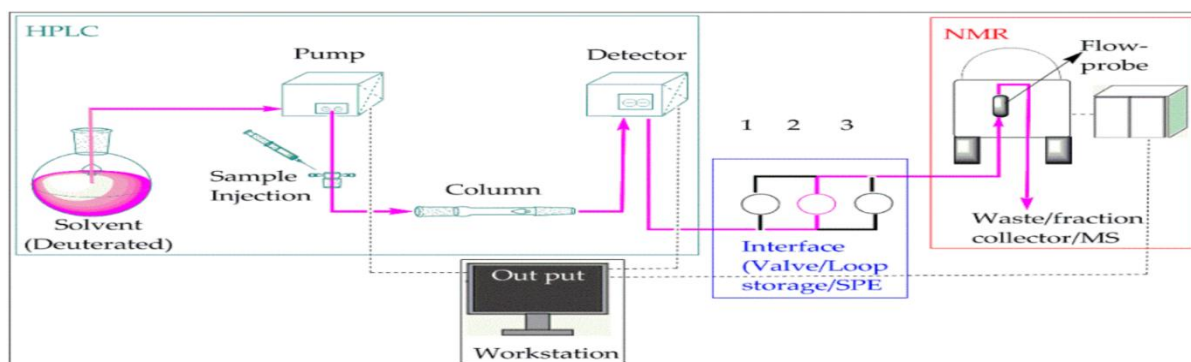 HPLC
Pump
Detector
Sample
Injection
Column
Solvent
(Deuterated)
1 2 3
Interface
(Valve/Loop
storage/SPE
NMR
Flow-
probe
Waste/fraction
collector/MS
Out put
Workstation